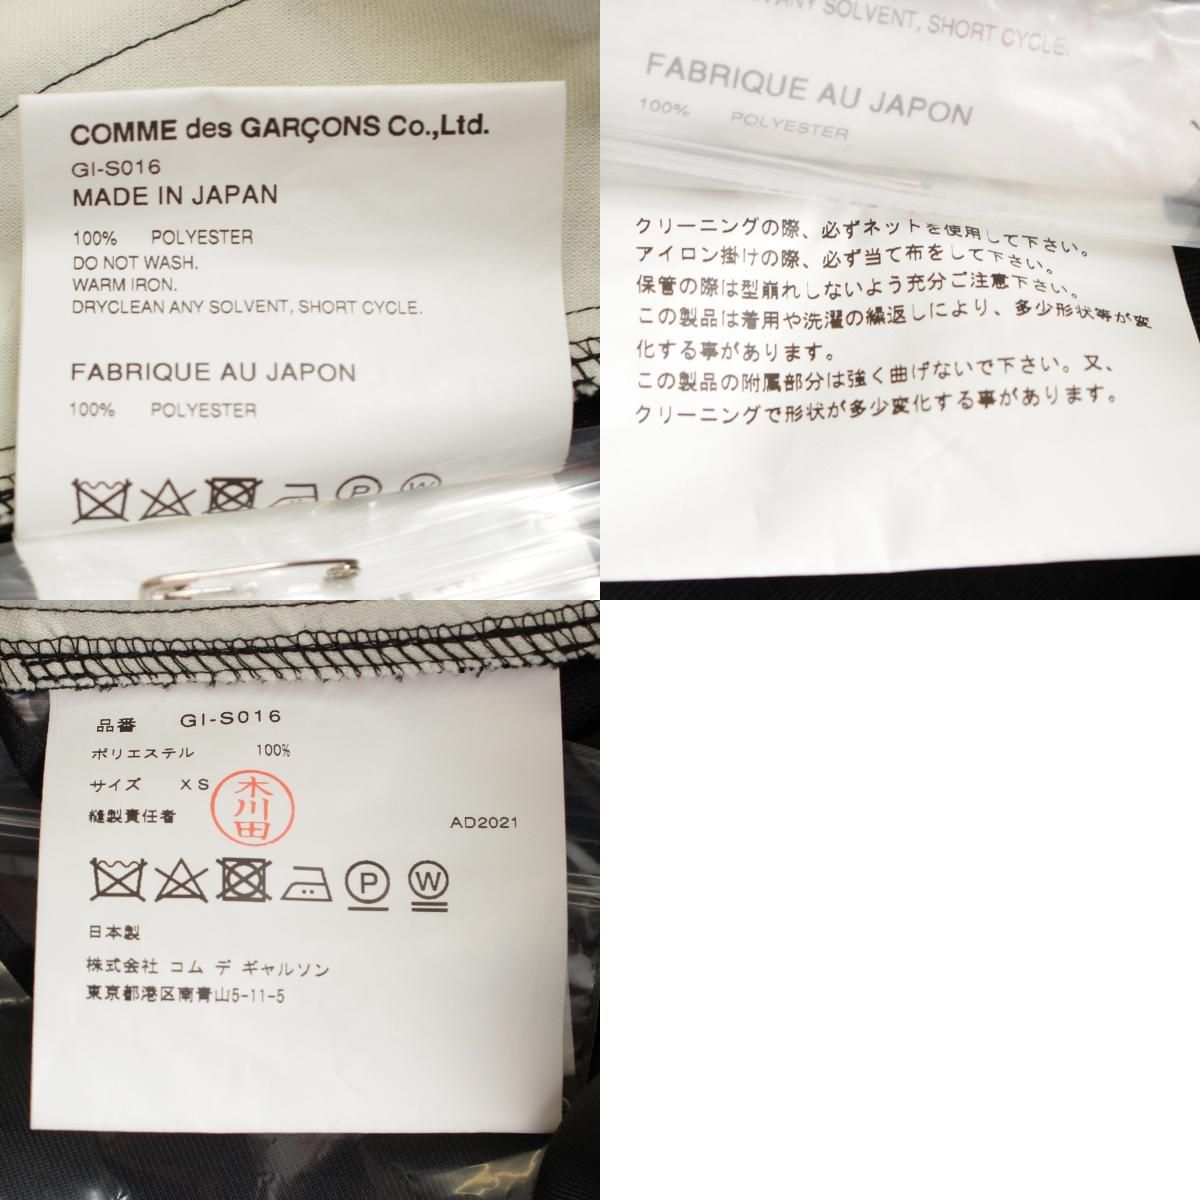 COMME des GARÇONS Co.,Ltd.
GI-S016
MADE IN JAPAN
100% POLYESTER
DO NOT WASH.
WARM IRON.
DRYCLEAN ANY SOLVENT, SHORT CYCLE.
FABRIQUE AU JAPON
100% POLYESTER
P W
ANY SOLVENT, SHORT CYCLE.
FABRIQUE AU JAPON
100% POLYESTER
クリーニングの際、必ずネットを使用して下さい。
アイロン掛けの際、必ず当て布をして下さい。
保管の際は型崩れしないよう充分ご注意下さい。
この製品は着用や洗濯の繰返しにより、多少形状等が変
化する事があります。
この製品の附属部分は強く曲げないで下さい。又、
クリーニングで形状が多少変化する事があります。
品番 GI-S016
ポリエステル 100%
サイズ XS
縫製責任者 木川田
AD2021
P W
日本製
株式会社 コム デ ギャルソン
東京都港区南青山5-11-5